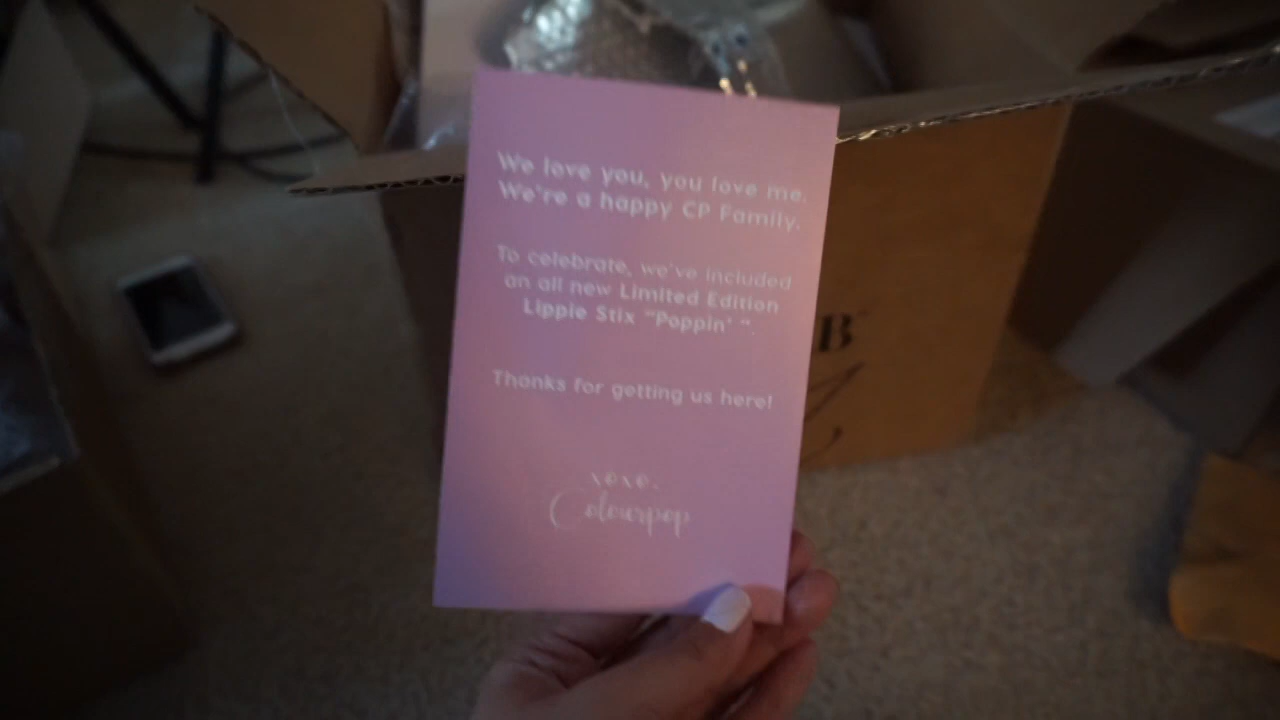 We love you, you love me.
We're a happy CP Family.
To celebrate, we've included
an all new Limited Edition
Lippie Stix "Poppin' ".
Thanks for getting us here!
xoxo,
Colourpop
B